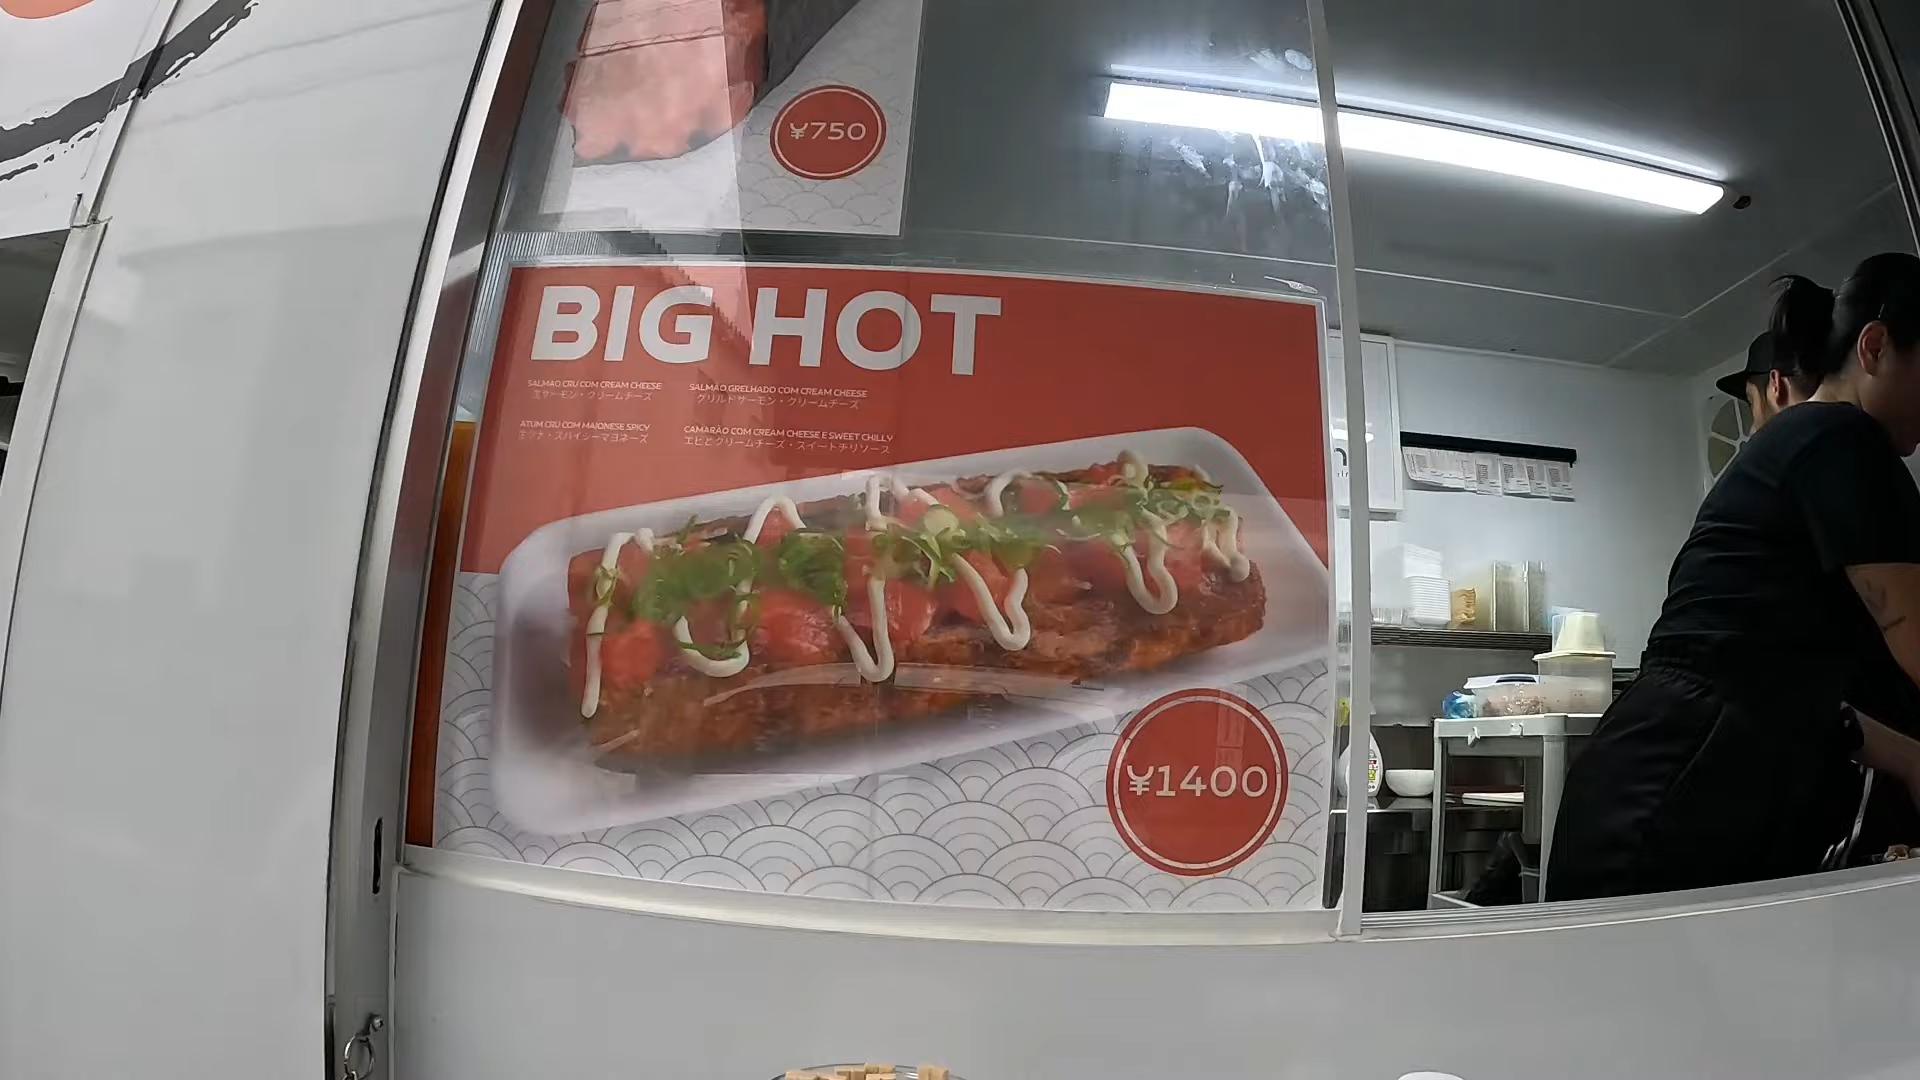 ¥750
BIG HOT
SALMÃO CRU COM CREAM CHEESE
生サーモン・クリームチーズ
SALMÃO GRELHADO COM CREAM CHEESE
グリルドサーモン・クリームチーズ
ATUM CRU COM MAIONESE SPICY
生ツナ・スパイシーマヨネーズ
CAMARÃO COM CREAM CHEESE E SWEET CHILLY
エビとクリームチーズ・スイートチリソース
¥1400